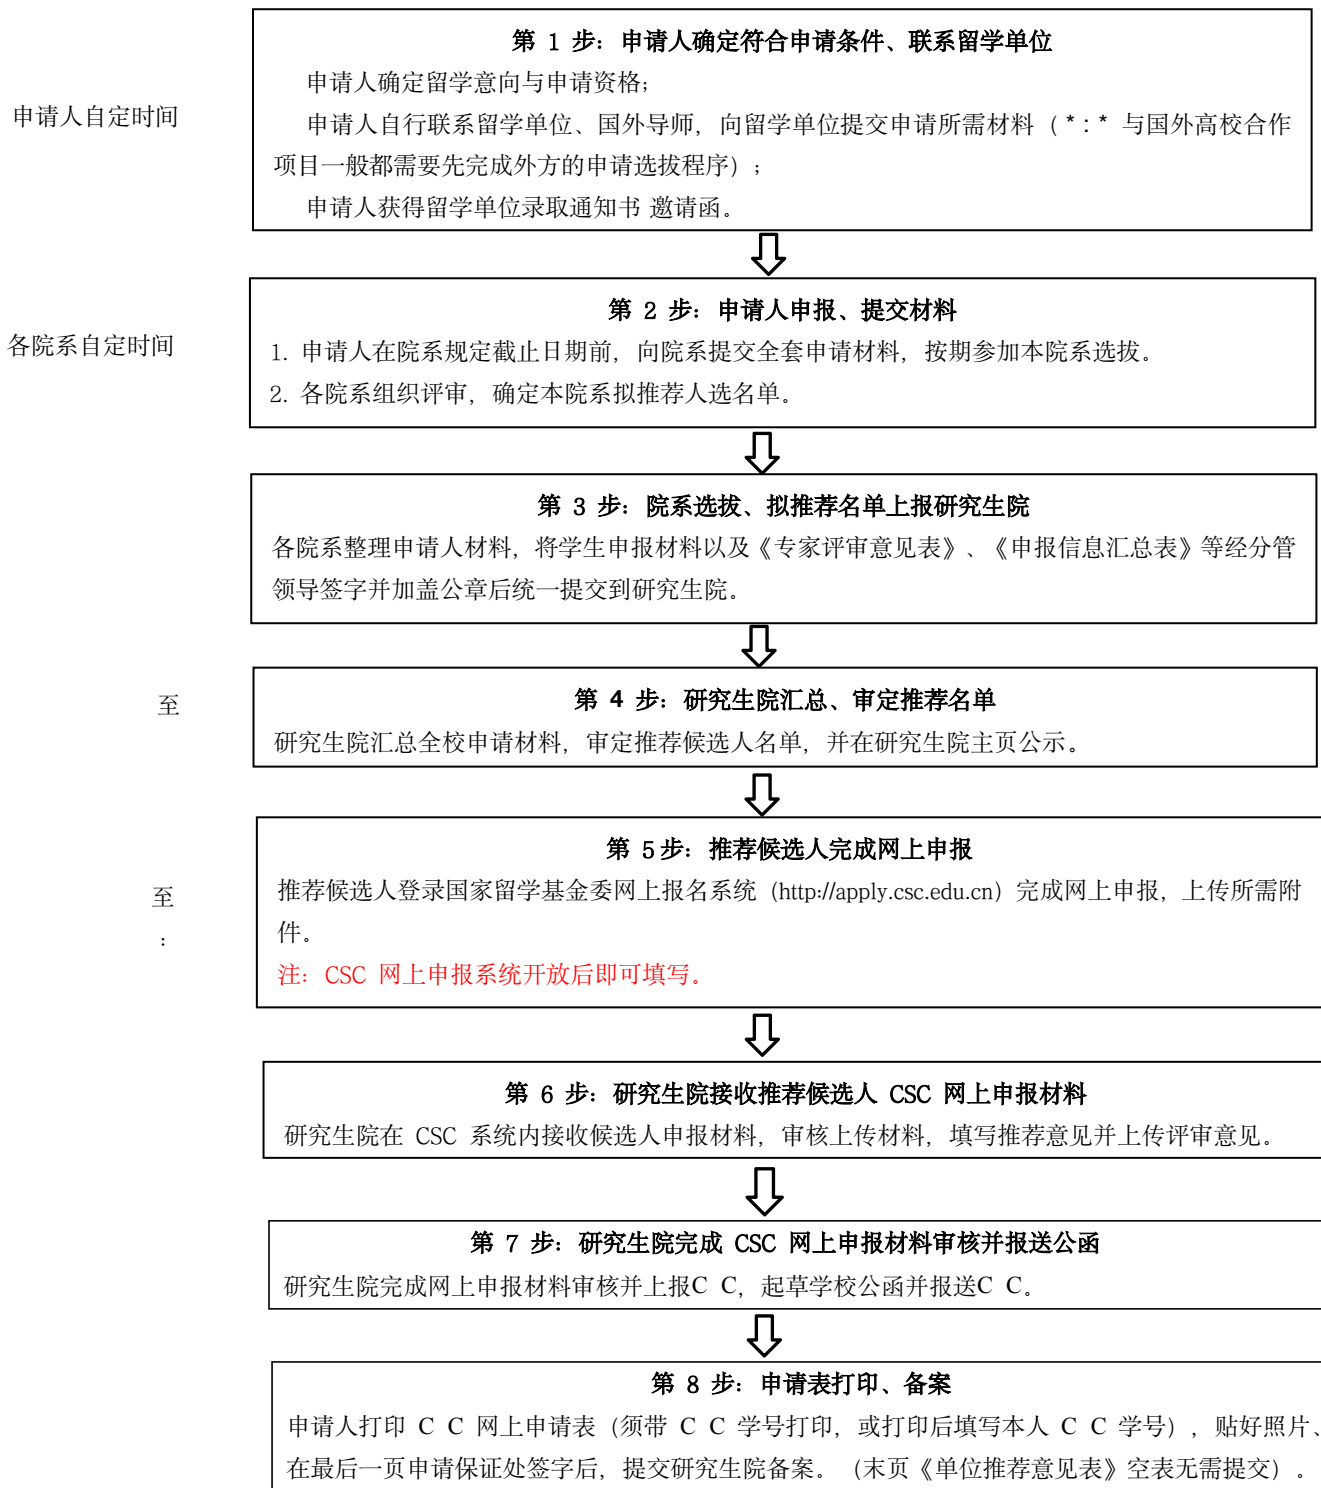 第 1 步：申请人确定符合申请条件、联系留学单位
申请人确定留学意向与申请资格；
申请人自定时间
申请人自行联系留学单位、国外导师，向留学单位提交申请所需材料（*:* 与国外高校合作
项目一般都需要先完成外方的申请选拔程序）；
申请人获得留学单位录取通知书 邀请函。
第 2 步：申请人申报、提交材料
各院系自定时间
1. 申请人在院系规定截止日期前，向院系提交全套申请材料，按期参加本院系选拔。
2. 各院系组织评审，确定本院系拟推荐人选名单。
第 3 步：院系选拔、拟推荐名单上报研究生院
各院系整理申请人材料，将学生申报材料以及《专家评审意见表》、《申报信息汇总表》等经分管
领导签字并加盖公章后统一提交到研究生院。
至
第 4 步：研究生院汇总、审定推荐名单
研究生院汇总全校申请材料，审定推荐候选人名单，并在研究生院主页公示。
第 5步：推荐候选人完成网上申报
至
:
推荐候选人登录国家留学基金委网上报名系统（http://apply.csc.edu.cn）完成网上申报，上传所需附
件。
注：CSC 网上申报系统开放后即可填写。
第 6 步：研究生院接收推荐候选人 CSC 网上申报材料
研究生院在 CSC 系统内接收候选人申报材料，审核上传材料，填写推荐意见并上传评审意见。
第 7 步：研究生院完成 CSC 网上申报材料审核并报送公函
研究生院完成网上申报材料审核并上报C C，起草学校公函并报送C C。
第 8 步：申请表打印、备案
申请人打印 C C 网上申请表（须带 C C 学号打印，或打印后填写本人 C C 学号），贴好照片、
在最后一页申请保证处签字后，提交研究生院备案。（末页《单位推荐意见表》空表无需提交）。